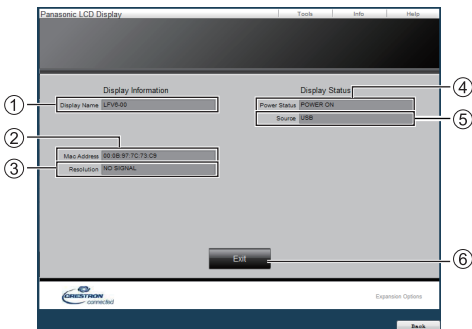 Panasonic LCD Display
Tools Info Help
Display Information
Display Status
④
①
Display Name LFV6-00
Power Status POWER ON
Source USB
⑤
②
Mac Address 00:0B:97:7C:73:C9
③
Resolution NO SIGNAL
Exit
⑥
CRESTRON
connected
Expansion Options
Back